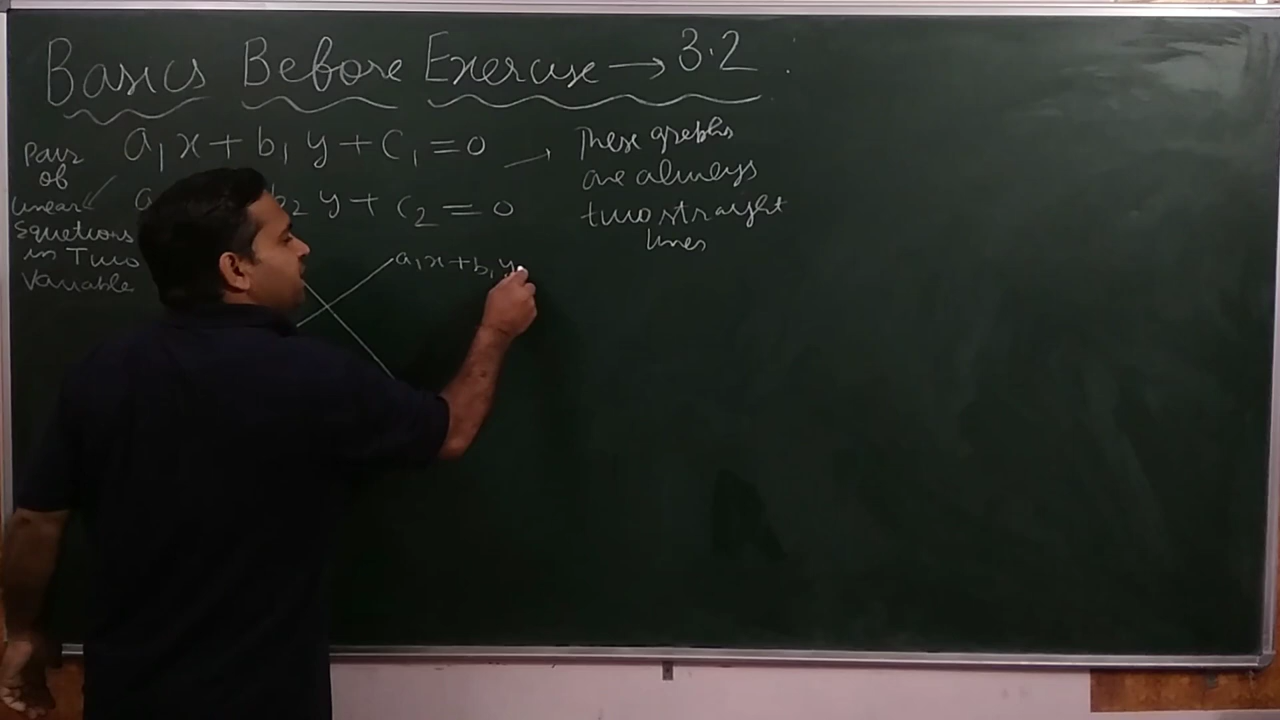 Basics Before Exercise → 3.2
a₁x + b₁y + c₁ = 0
y + c₂ = 0
Pair
of
Linear
Equations
in Two
Variable
→ These graphs
are always
two straight
lines
a₁x + b₁y